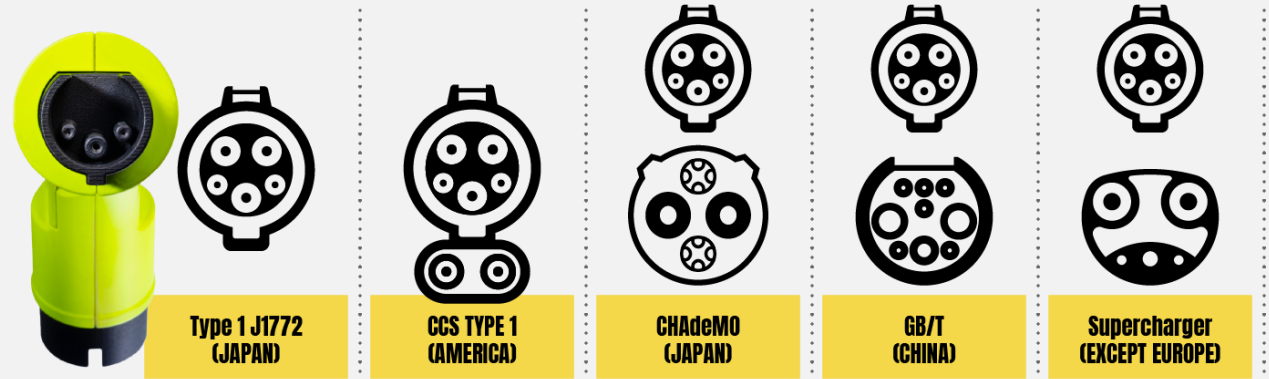 Type 1 J1772
(JAPAN)
CCS TYPE 1
(AMERICA)
CHAdeMO
(JAPAN)
GB/T
(CHINA)
Supercharger
(EXCEPT EUROPE)